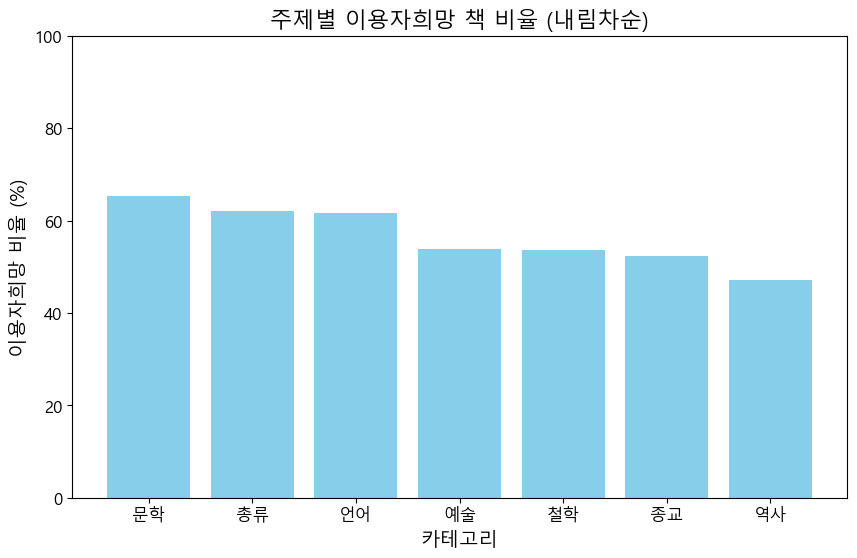 주제별 이용자희망 책 비율 (내림차순)
이용자희망 비율 (%)
100
80
60
40
20
0
문학 총류 언어 예술 철학 종교 역사
카테고리